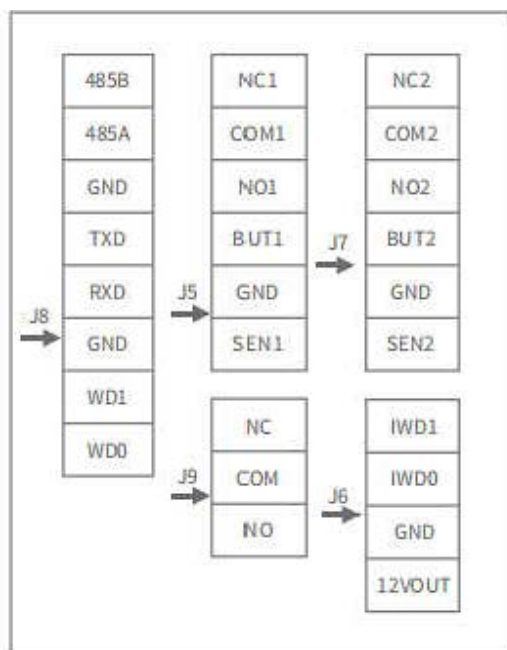 J8
485B
485A
GND
TXD
RXD
GND
WD1
WD0
J5
NC1
COM1
NO1
BUT1
GND
SEN1
J7
NC2
COM2
NO2
BUT2
GND
SEN2
J9
NC
COM
NO
J6
IWD1
IWD0
GND
12VOUT